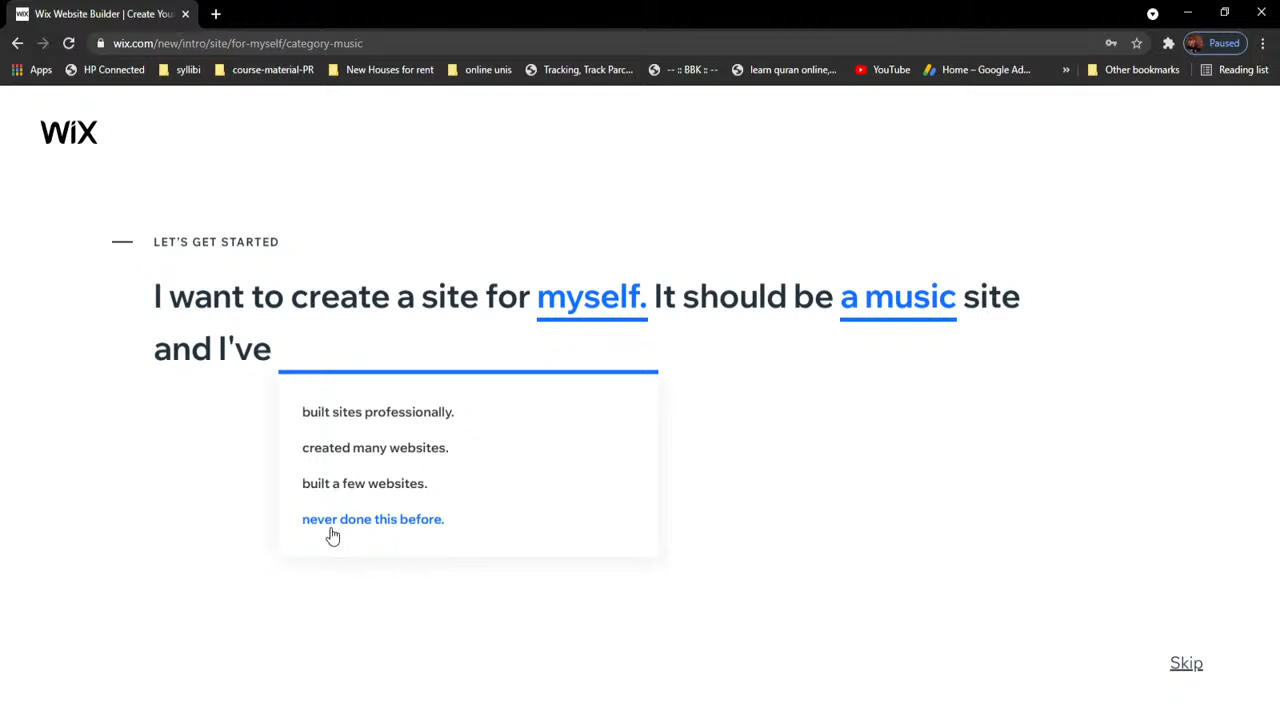 WiX Wix Website Builder | Create You
wix.com/new/intro/site/for-myself/category-music Paused
Apps HP Connected syllibi course-material-PR New Houses for rent online unis Tracking, Track Parc... -- :: BBK :: -- learn quran online,... YouTube Home – Google Ad... » Other bookmarks Reading list
WiX
LET'S GET STARTED
I want to create a site for myself. It should be a music site
and I've
built sites professionally.
created many websites.
built a few websites.
never done this before.
Skip